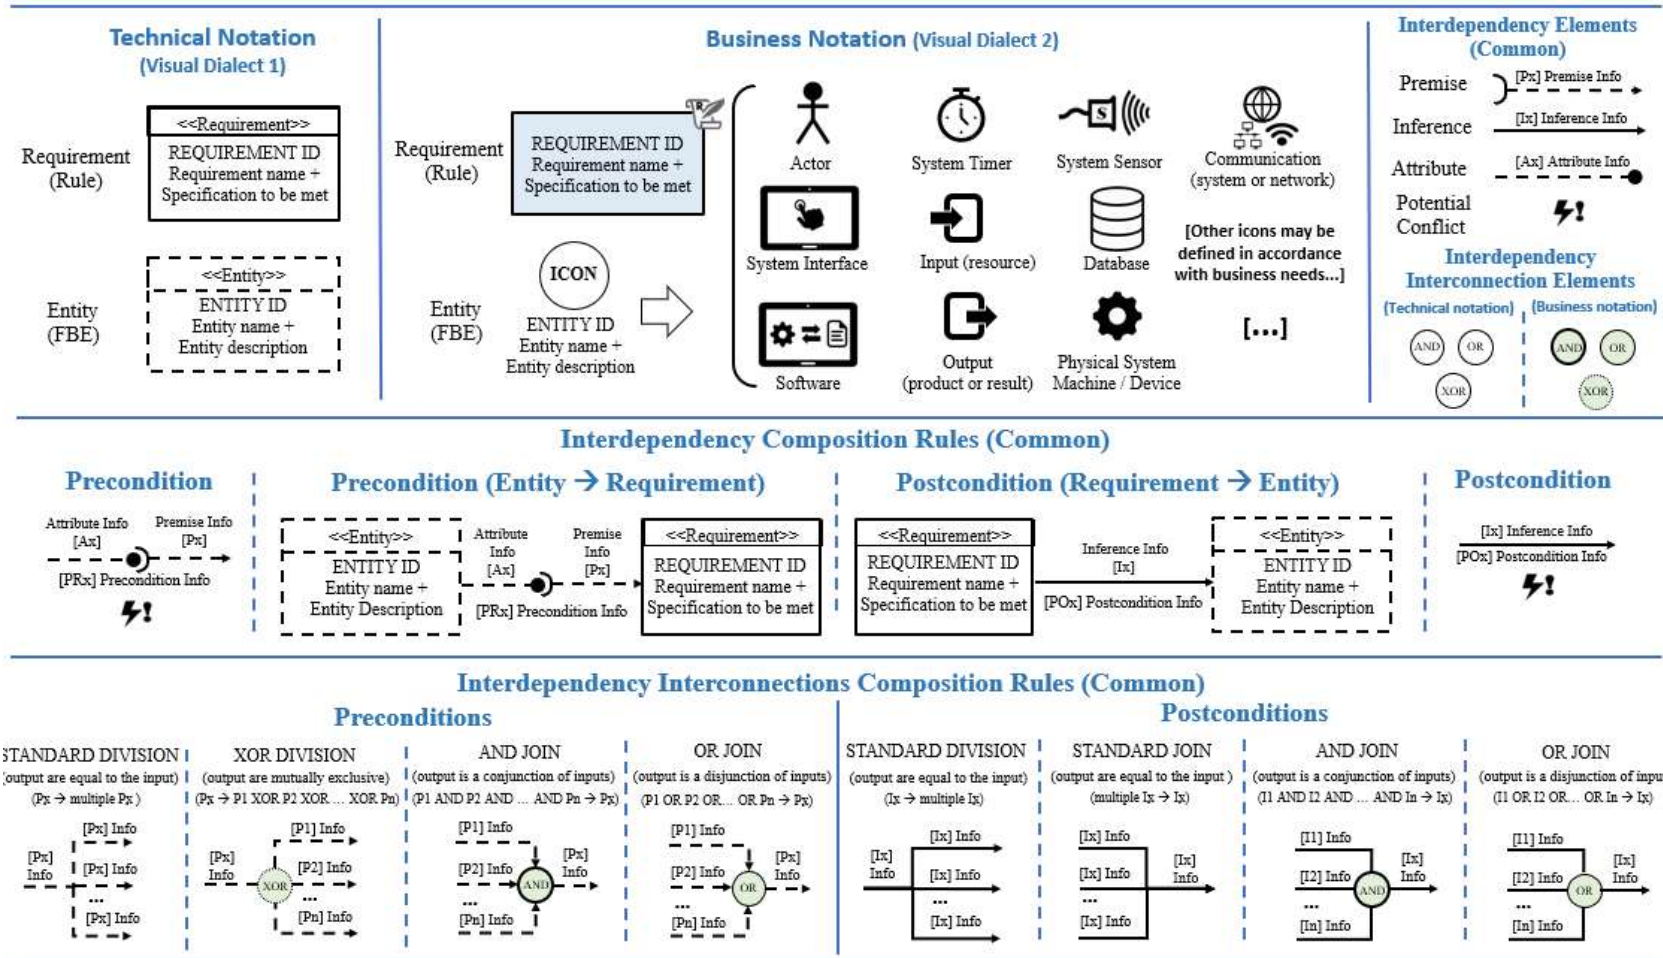 Technical Notation
(Visual Dialect 1)
Requirement
(Rule)
<<Requirement>>
REQUIREMENT ID
Requirement name +
Specification to be met
Entity
(FBE)
<<Entity>>
ENTITY ID
Entity name +
Entity description
Business Notation (Visual Dialect 2)
Requirement
(Rule)
R
REQUIREMENT ID
Requirement name +
Specification to be met
Entity
(FBE)
ICON
ENTITY ID
Entity name +
Entity description
Actor
System Timer
S
System Sensor
Communication
(system or network)
System Interface
Input (resource)
Database
[Other icons may be
defined in accordance
with business needs...]
Software
Output
(product or result)
Physical System
Machine / Device
[...]
Interdependency Elements
(Common)
Premise
[Px] Premise Info
Inference
[Ix] Inference Info
Attribute
[Ax] Attribute Info
Potential
Conflict
!
Interdependency
Interconnection Elements
(Technical notation)
(Business notation)
AND
OR
XOR
AND
OR
XOR
Interdependency Composition Rules (Common)
Precondition
Attribute Info
[Ax]
Premise Info
[Px]
[PRx] Precondition Info
!
Precondition (Entity → Requirement)
<<Entity>>
ENTITY ID
Entity name +
Entity Description
Attribute
Info
[Ax]
Premise
Info
[Px]
[PRx] Precondition Info
<<Requirement>>
REQUIREMENT ID
Requirement name +
Specification to be met
Postcondition (Requirement → Entity)
<<Requirement>>
REQUIREMENT ID
Requirement name +
Specification to be met
Inference Info
[Ix]
[POx] Postcondition Info
<<Entity>>
ENTITY ID
Entity name +
Entity Description
Postcondition
[Ix] Inference Info
[POx] Postcondition Info
!
Interdependency Interconnections Composition Rules (Common)
Preconditions
STANDARD DIVISION
(output are equal to the input)
(Px → multiple Px )
[Px]
Info
[Px] Info
[Px] Info
...
[Px] Info
XOR DIVISION
(output are mutually exclusive)
(Px → P1 XOR P2 XOR ... XOR Pn)
[Px]
Info
XOR
[P1] Info
[P2] Info
...
[Pn] Info
AND JOIN
(output is a conjunction of inputs)
(P1 AND P2 AND ... AND Pn → Px)
[P1] Info
[P2] Info
...
[Pn] Info
AND
[Px]
Info
OR JOIN
(output is a disjunction of inputs)
(P1 OR P2 OR... OR Pn → Px)
[P1] Info
[P2] Info
...
[Pn] Info
OR
[Px]
Info
Postconditions
STANDARD DIVISION
(output are equal to the input)
(Ix → multiple Ix)
[Ix]
Info
[Ix] Info
[Ix] Info
...
[Ix] Info
STANDARD JOIN
(output are equal to the input )
(multiple Ix → Ix)
[Ix] Info
[Ix] Info
...
[Ix] Info
[Ix]
Info
AND JOIN
(output is a conjunction of inputs)
(I1 AND I2 AND ... AND In → Ix)
[I1] Info
[I2] Info
...
[In] Info
AND
[Ix]
Info
OR JOIN
(output is a disjunction of inpu
(I1 OR I2 OR... OR In → Ix)
[I1] Info
[I2] Info
...
[In] Info
OR
[Ix]
Info